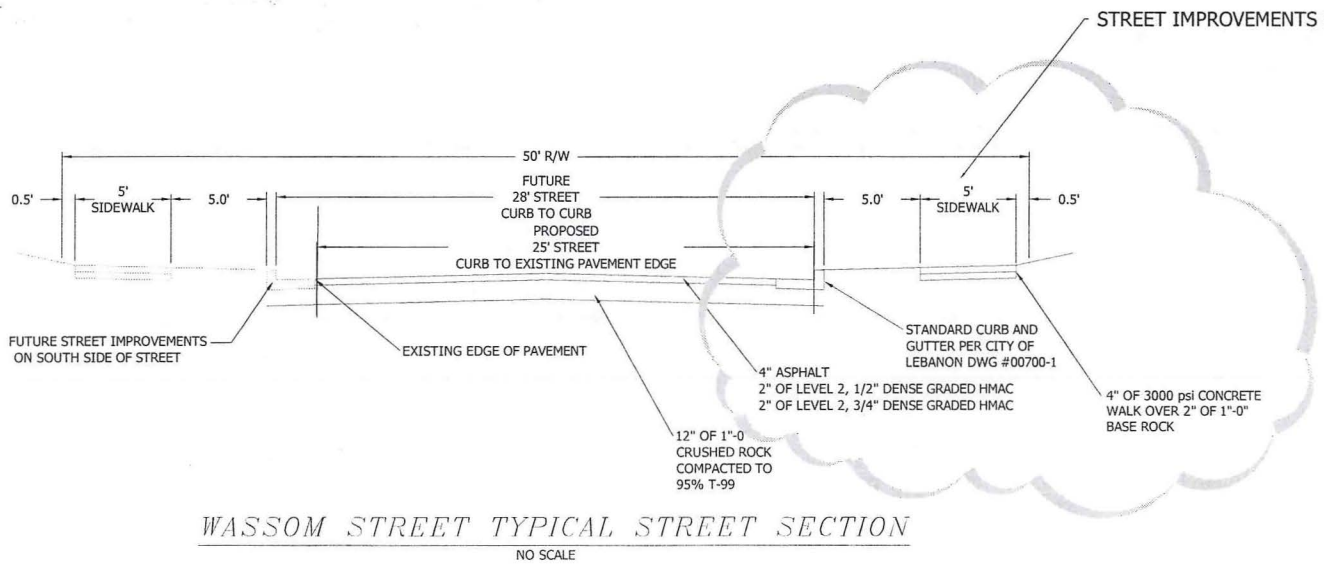 STREET IMPROVEMENTS
50' R/W
0.5'
5'
SIDEWALK
5.0'
FUTURE
28' STREET
CURB TO CURB
PROPOSED
25' STREET
CURB TO EXISTING PAVEMENT EDGE
5.0'
5'
SIDEWALK
0.5'
FUTURE STREET IMPROVEMENTS
ON SOUTH SIDE OF STREET
EXISTING EDGE OF PAVEMENT
STANDARD CURB AND
GUTTER PER CITY OF
LEBANON DWG #00700-1
4" ASPHALT
2" OF LEVEL 2, 1/2" DENSE GRADED HMAC
2" OF LEVEL 2, 3/4" DENSE GRADED HMAC
4" OF 3000 psi CONCRETE
WALK OVER 2" OF 1"-0"
BASE ROCK
12" OF 1"-0
CRUSHED ROCK
COMPACTED TO
95% T-99
WASSOM STREET TYPICAL STREET SECTION
NO SCALE